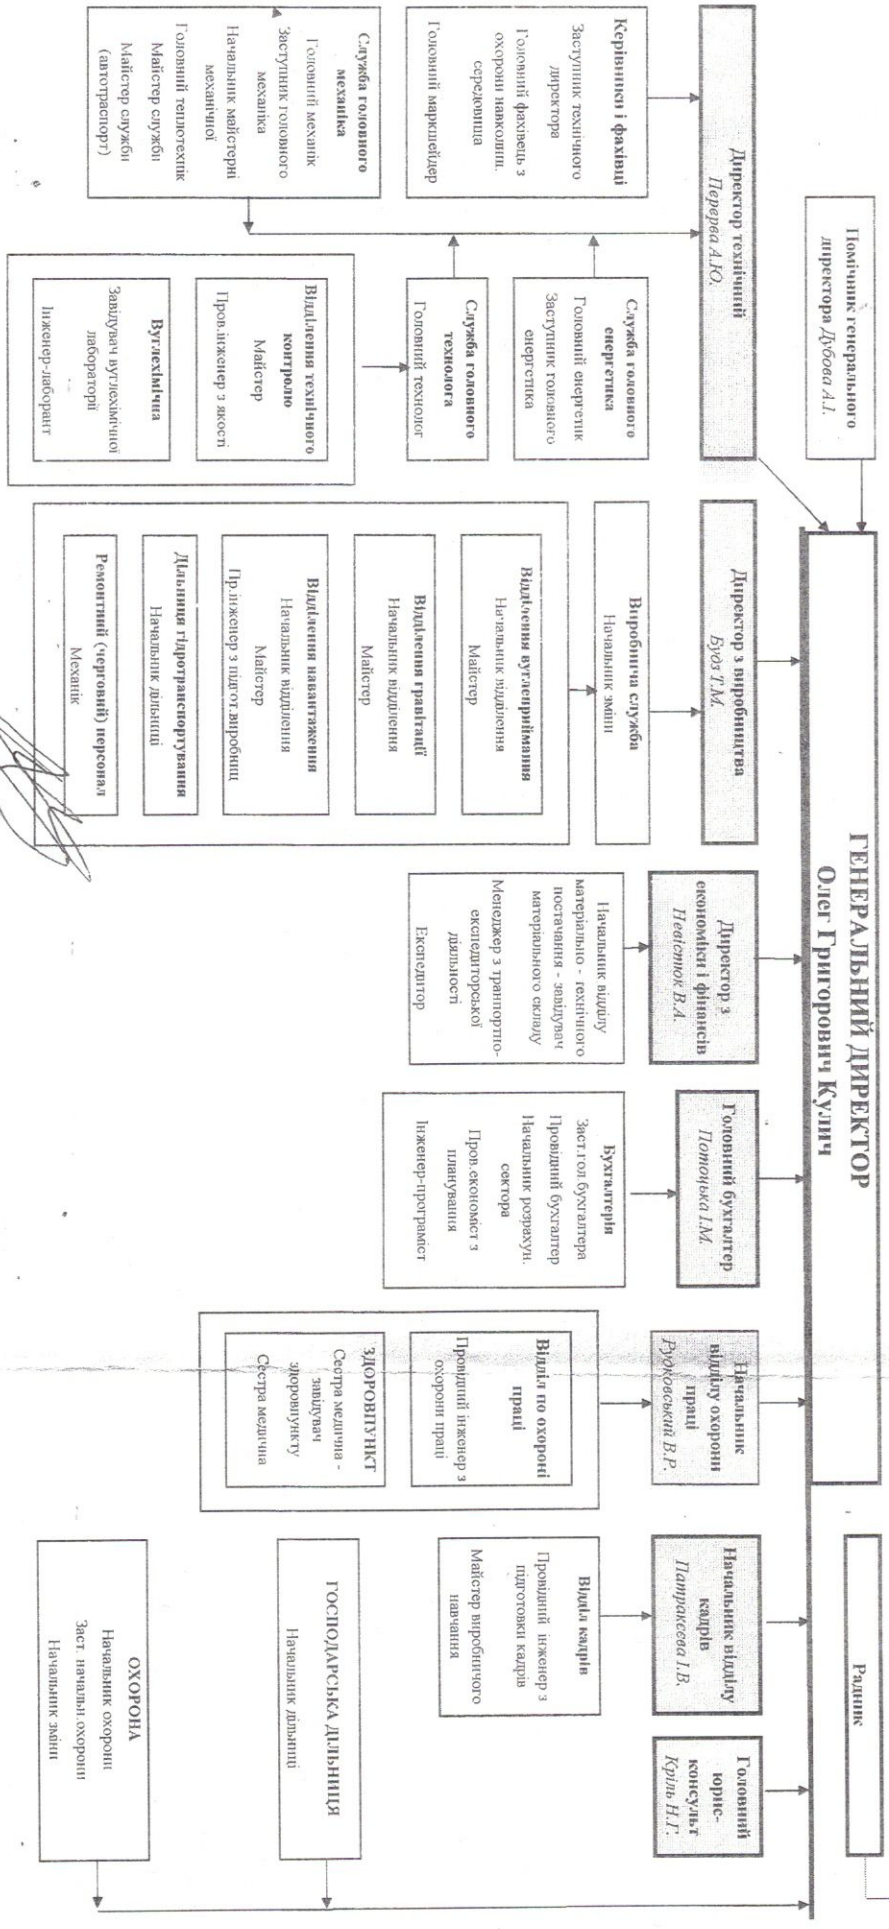 ГЕНЕРАЛЬНИЙ ДИРЕКТОР
Олег Григорович Кулич
Помічник генерального
директора Дубова А.І.
Радник
Директор технічний
Перерва А.Ю.
Директор з виробництва
Будз Т.М.
Директор з
економіки і фінансів
Невістюк В.А.
Головний бухгалтер
Потоцька І.М.
Начальник
відділу охорони
праці
Рудковський В.Р.
Начальник відділу
кадрів
Патракеєва І.В.
Головний
юрис-
консульт
Кріль Н.Г.
Керівники і фахівці
Заступник технічного
директора
Головний фахівець з
охорони навколиш.
середовища
Головний маркшейдер
Служба головного
енергетика
Головний енергетик
Заступник головного
енергетика
Служба головного
технолога
Головний технолог
Служба головного
механіка
Головний механік
Заступник головного
механіка
Начальник майстерні
механічної
Головний теплотехнік
Майстер служби
Майстер служби
(автотраспорт)
Відділення технічного
контролю
Майстер
Пров.інженер з якості
Вуглехімічна
Завідувач вуглехімічної
лабораторії
Інженер-лаборант
Виробнича служба
Начальник зміни
Відділення вуглеприймання
Начальник відділення
Майстер
Відділення гравітації
Начальник відділення
Майстер
Відділення навантаження
Начальник відділення
Майстер
Пр.інженер з підгот.виробниц
Дільниця гідротранспортування
Начальник дільниці
Ремонтний (черговий) персонал
Механік
Начальник відділу
матеріально - технічного
постачання - завідувач
матеріального складу
Менеджер з транпортно-
експедиторської
діяльності
Експедитор
Бухгалтерія
Заст.гол.бухгалтера
Провідний бухгалтер
Начальник розрахун.
сектора
Пров.економіст з
планування
Інженер-програміст
Відділ по охороні
праці
Провідний інженер з
охорони праці
ЗДОРОВПУНКТ
Сестра медична -
завідувач
здоровпункту
Сестра медична
Відділ кадрів
Провідний інженер з
підготовки кадрів
Майстер виробничого
навчання
ГОСПОДАРСЬКА ДІЛЬНИЦЯ
Начальник дільниці
ОХОРОНА
Начальник охорони
Заст. начальн.охорони
Начальник зміни